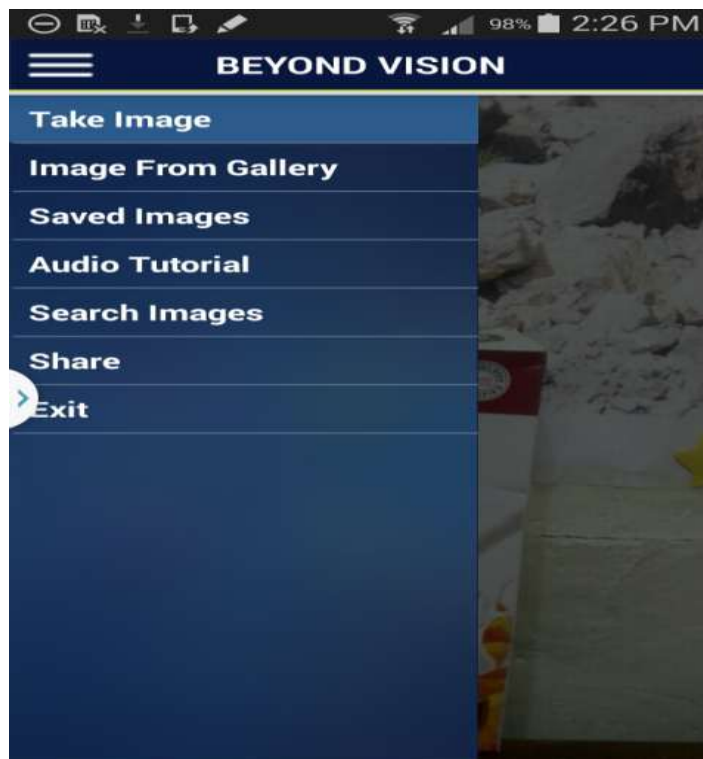 98% 2:26 PM
BEYOND VISION
Take Image
Image From Gallery
Saved Images
Audio Tutorial
Search Images
Share
Exit